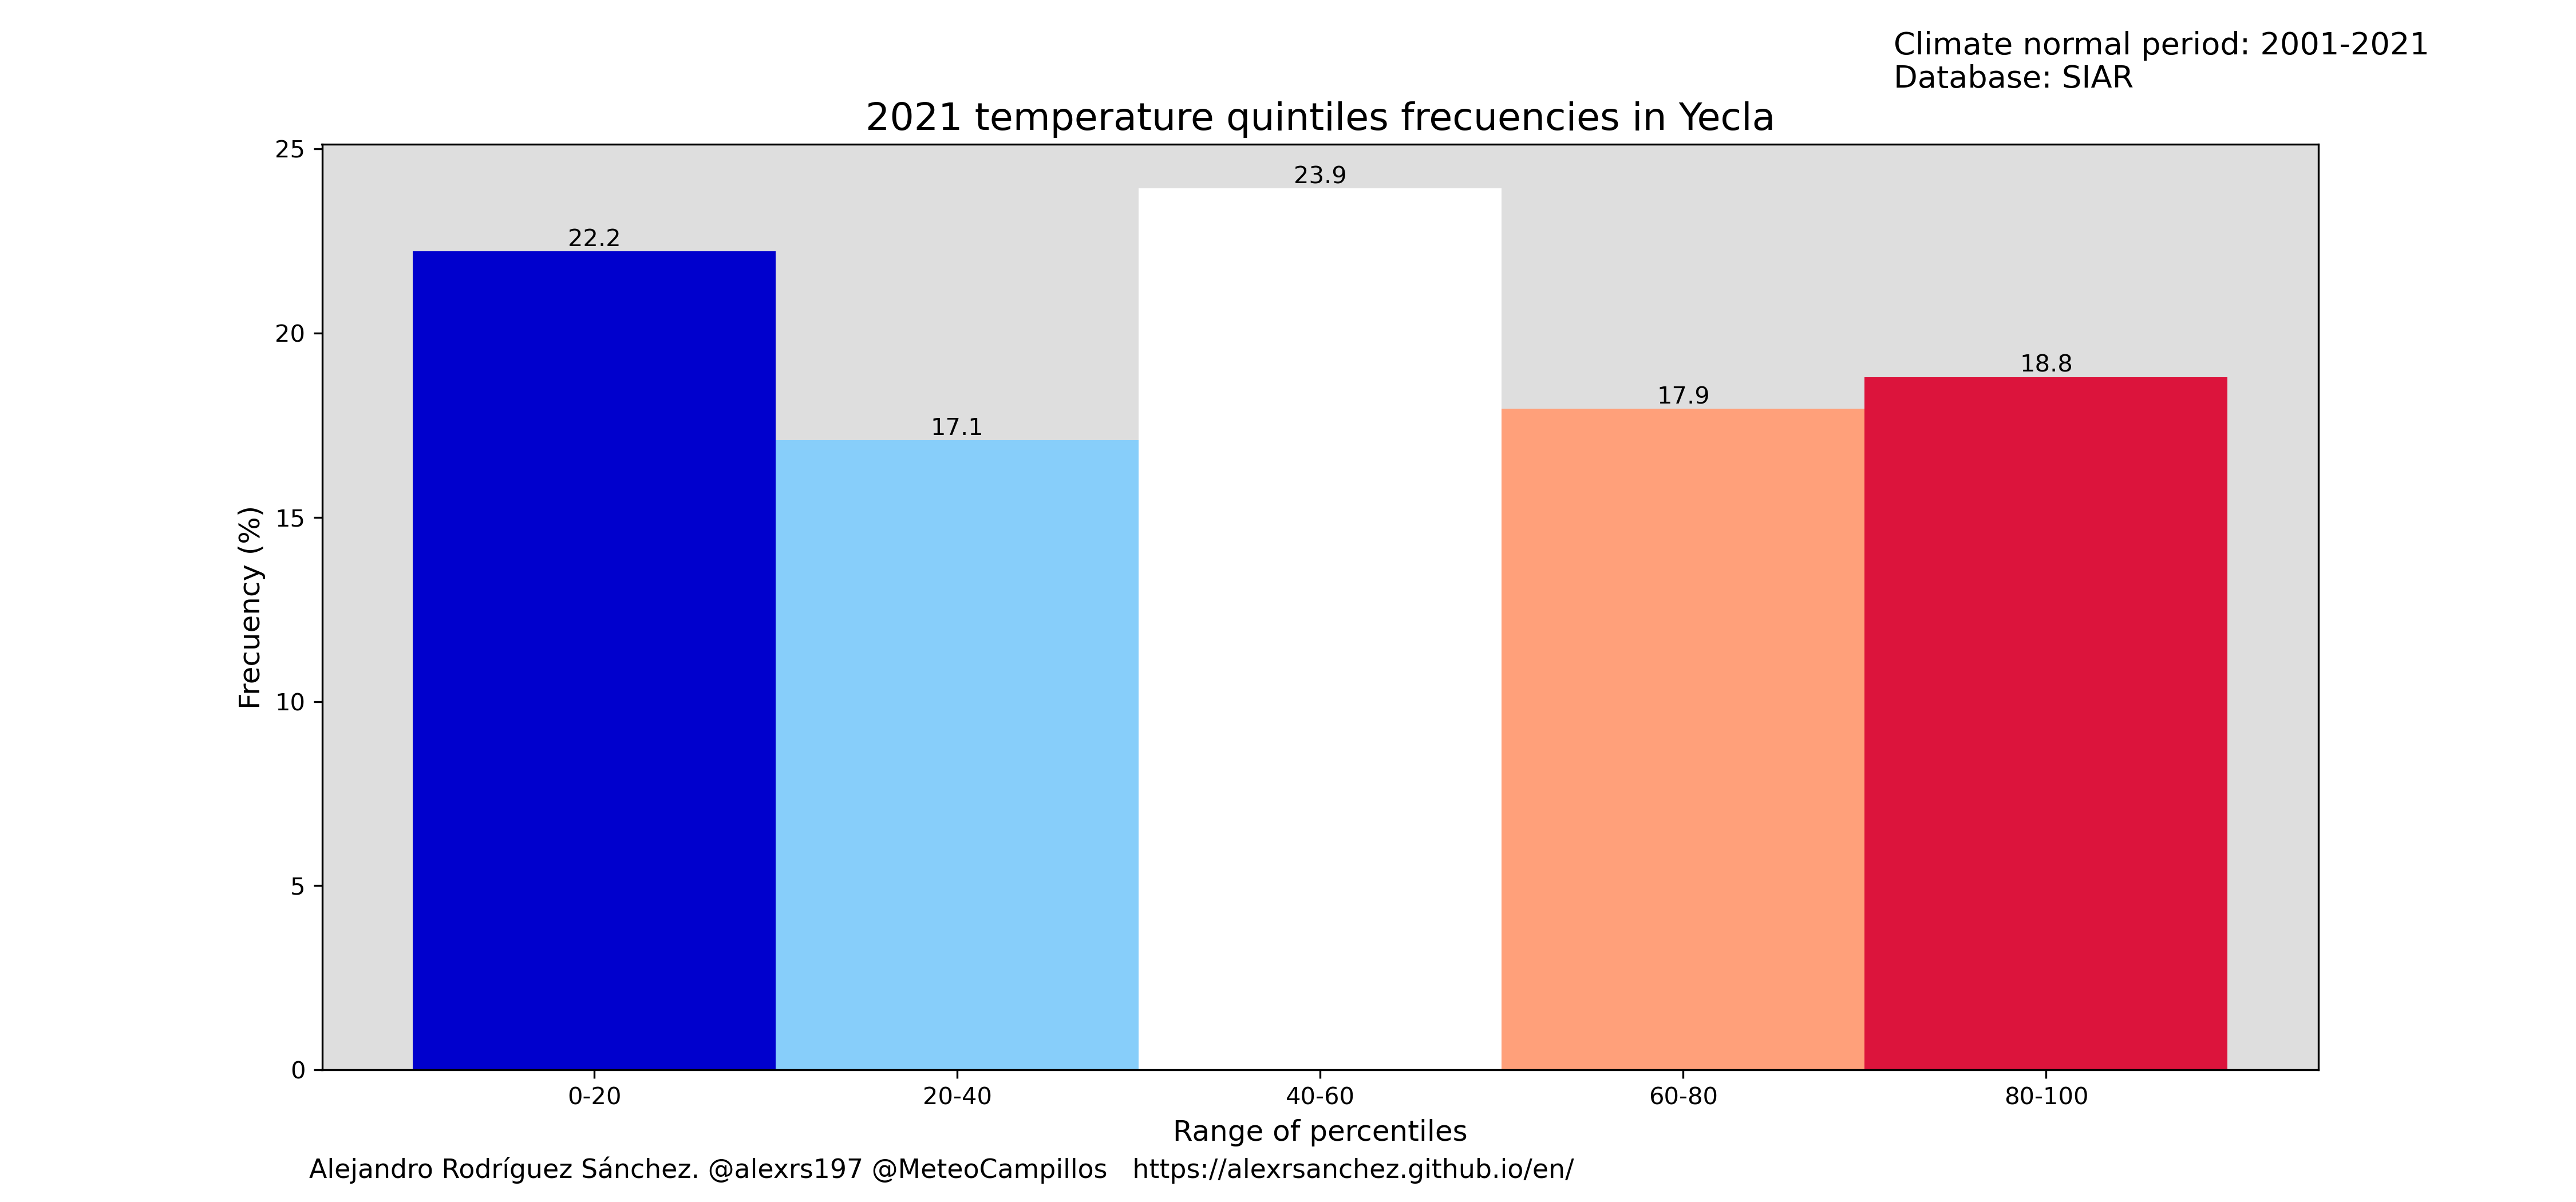 Climate normal period: 2001-2021
Database: SIAR
2021 temperature quintiles frecuencies in Yecla
25
20
15
10
5
0
Frecuency (%)
22.2
17.1
23.9
17.9
18.8
0-20
20-40
40-60
60-80
80-100
Range of percentiles
Alejandro Rodríguez Sánchez. @alexrs197 @MeteoCampillos https://alexrsanchez.github.io/en/